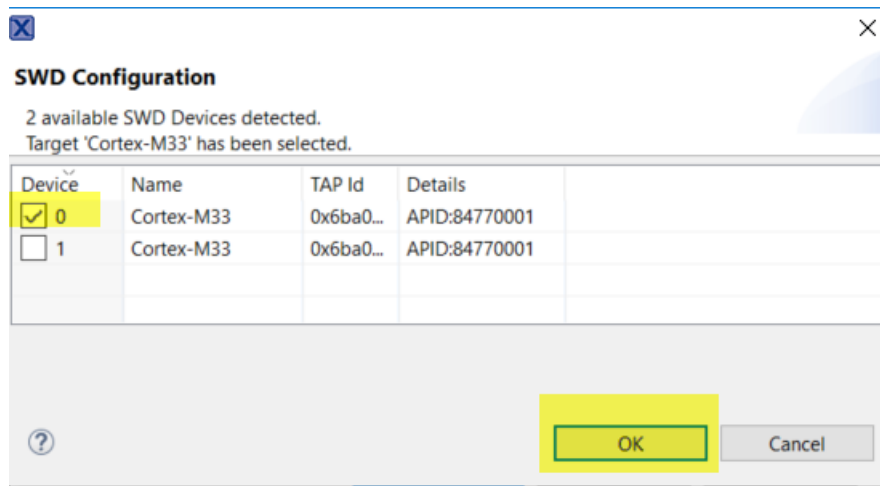 SWD Configuration
2 available SWD Devices detected.
Target 'Cortex-M33' has been selected.
Device Name TAP Id Details
0 Cortex-M33 0x6ba0... APID:84770001
1 Cortex-M33 0x6ba0... APID:84770001
? OK Cancel